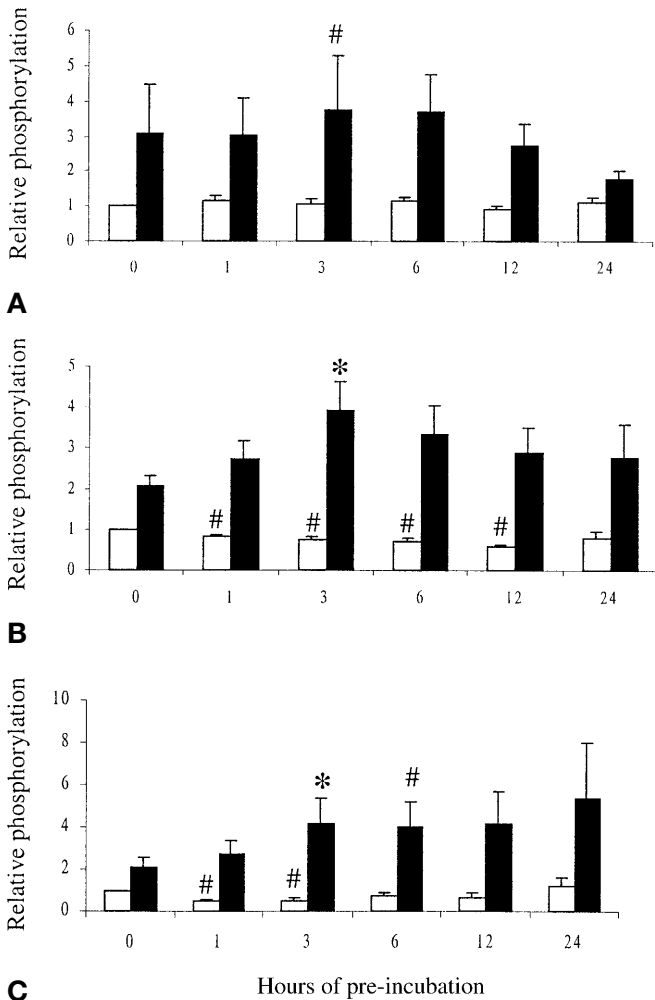 Relative phosphorylation
6
5
4
3
2
1
0
#
0 1 3 6 12 24
A
Relative phosphorylation
5
4
3
2
1
0
*
# # # #
0 1 3 6 12 24
B
Relative phosphorylation
10
8
6
4
2
0
* #
# #
0 1 3 6 12 24
C
Hours of pre-incubation